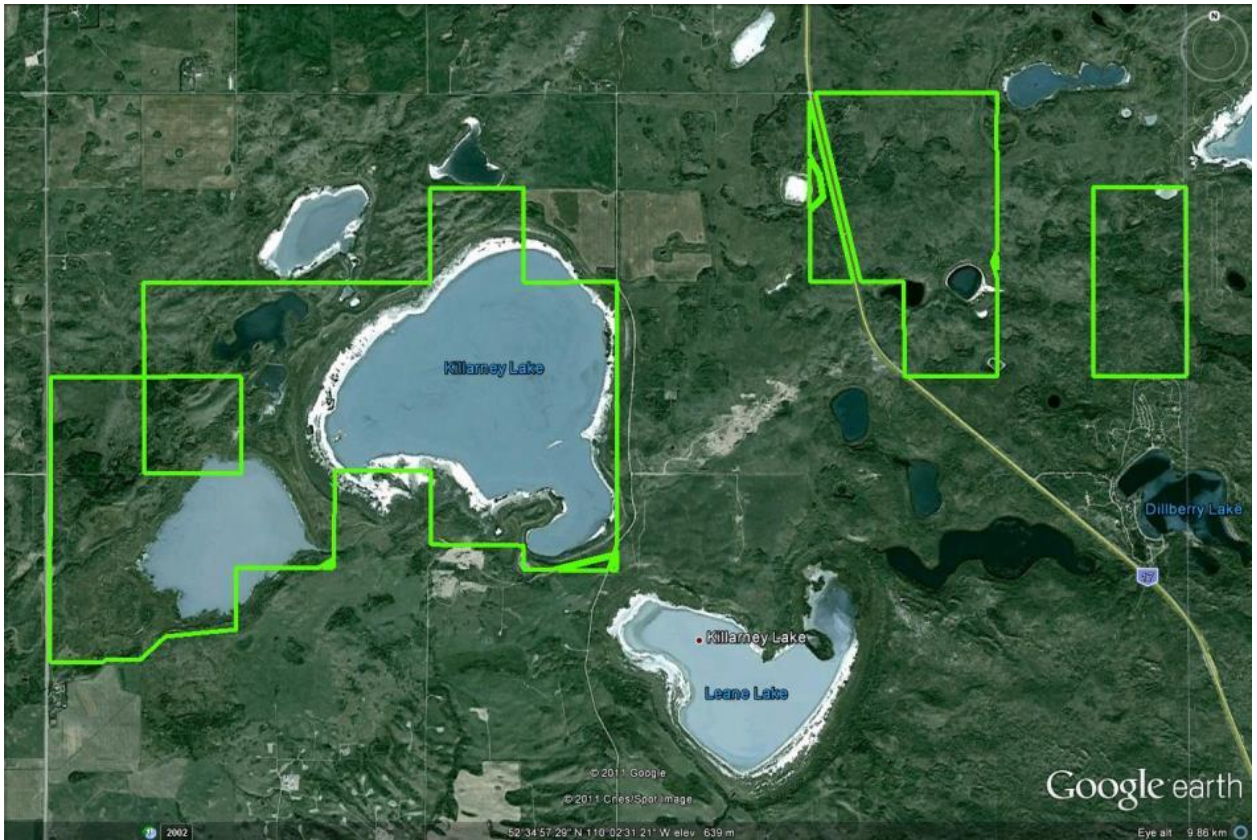 N
Killarney Lake
Dillberry Lake
17
Killarney Lake
Leane Lake
© 2011 Google
© 2011 Cnes/Spot Image
Google earth
2002
52°34'57.29" N 110°02'31.21" W elev 639 m
Eye alt 9.86 km